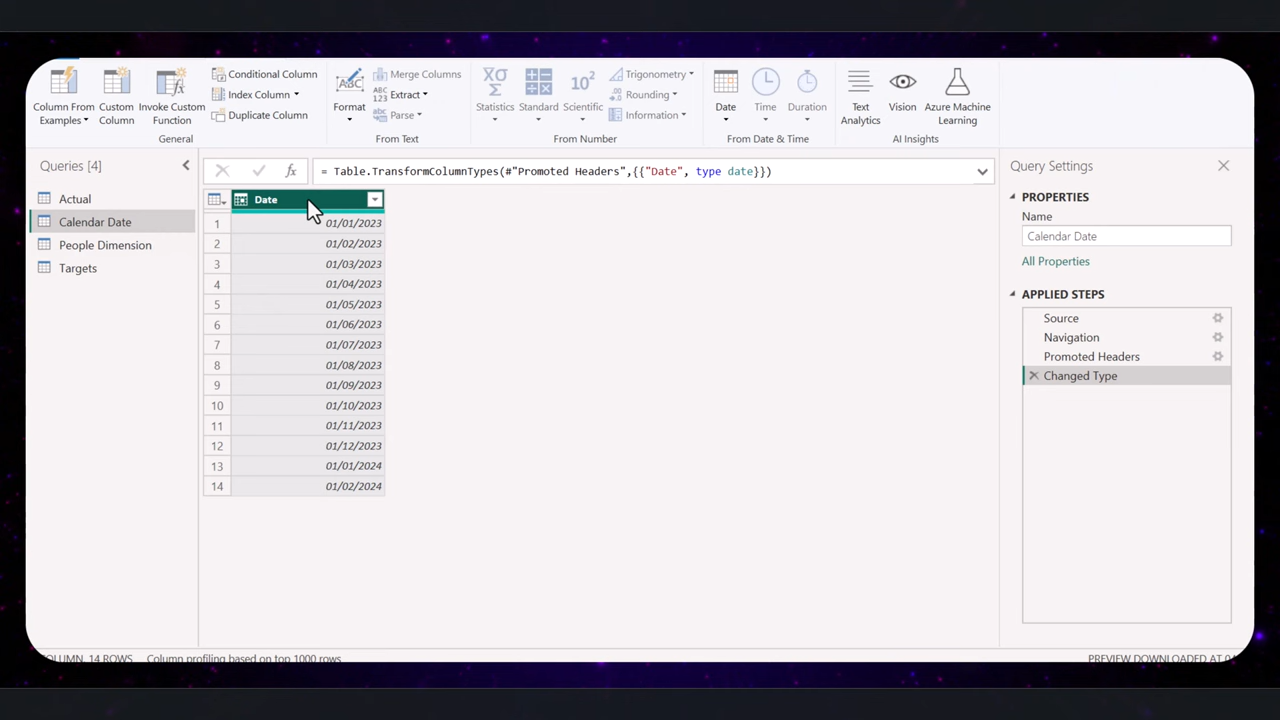 Column From Examples
Custom Column
Invoke Custom Function
Conditional Column
Index Column
Duplicate Column
General
Format
Merge Columns
Extract
Parse
From Text
Statistics
Standard
Scientific
Trigonometry
Rounding
Information
From Number
Date
Time
Duration
From Date & Time
Text Analytics
Vision
Azure Machine Learning
AI Insights
Queries [4]
Actual
Calendar Date
People Dimension
Targets
= Table.TransformColumnTypes(#"Promoted Headers",{{"Date", type date}})
Date
1 01/01/2023
2 01/02/2023
3 01/03/2023
4 01/04/2023
5 01/05/2023
6 01/06/2023
7 01/07/2023
8 01/08/2023
9 01/09/2023
10 01/10/2023
11 01/11/2023
12 01/12/2023
13 01/01/2024
14 01/02/2024
Query Settings
PROPERTIES
Name
Calendar Date
All Properties
APPLIED STEPS
Source
Navigation
Promoted Headers
Changed Type
14 ROWS
Column profiling based on top 1000 rows
PREVIEW DOWNLOADED AT